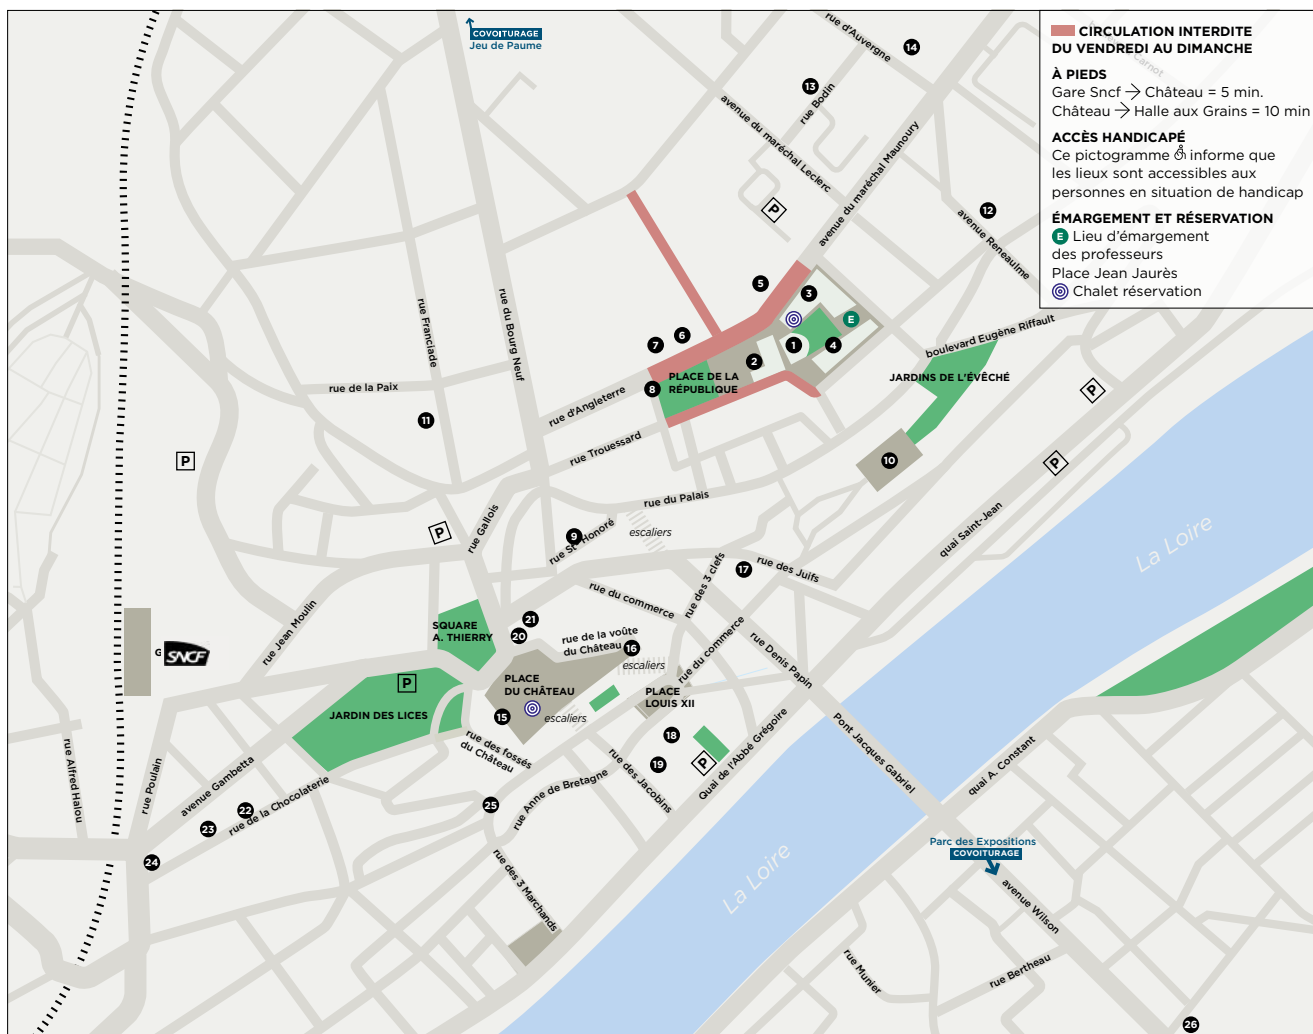 COVOITURAGE
Jeu de Paume
rue d'Auvergne
14
13
rue Bodin
avenue du maréchal Leclerc
avenue du maréchal Maunoury
Carnot
CIRCULATION INTERDITE
DU VENDREDI AU DIMANCHE
À PIEDS
Gare Sncf → Château = 5 min.
Château → Halle aux Grains = 10 min
ACCÈS HANDICAPÉ
Ce pictogramme informe que
les lieux sont accessibles aux
personnes en situation de handicap
ÉMARGEMENT ET RÉSERVATION
E Lieu d'émargement
des professeurs
Place Jean Jaurès
Chalet réservation
P
12
avenue Reneaulme
5
3
E
7
6
1
4
2
8
PLACE DE LA
RÉPUBLIQUE
boulevard Eugène Riffault
JARDINS DE L'ÉVÊCHÉ
P
rue Franciade
rue du Bourg Neuf
rue de la Paix
11
rue d'Angleterre
rue Trouessard
P
10
P
rue du Palais
quai Saint-Jean
La Loire
P
rue Gallois
9
rue St Honoré
escaliers
rue des 3 clefs
17
rue des Juifs
rue du commerce
SNCF
G
rue Jean Moulin
SQUARE
A. THIERRY
21
20
rue de la voûte
du Château
16
escaliers
rue du commerce
rue Denis Papin
P
JARDIN DES LICES
PLACE
DU CHÂTEAU
15
escaliers
PLACE
LOUIS XII
rue des fossés
du Château
18
19
P
rue des Jacobins
Quai de l'Abbé Grégoire
Pont Jacques Gabriel
quai A. Constant
rue Alfred Halou
rue Poulain
avenue Gambetta
rue de la Chocolaterie
22
23
24
25
rue Anne de Bretagne
rue des 3 Marchands
La Loire
Parc des Expositions
COVOITURAGE
avenue Wilson
rue Munier
rue Bertheau
26